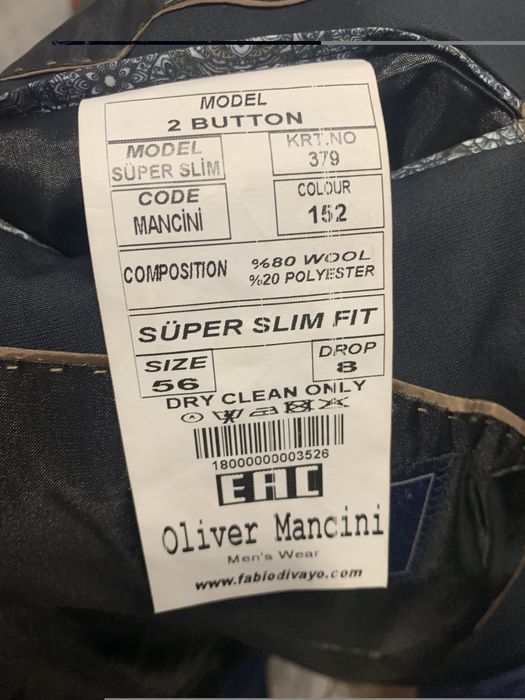 MODEL
2 BUTTON
MODEL
SÜPER SLİM
KRT.NO
379
CODE
MANCİNİ
COLOUR
152
COMPOSITION
%80 WOOL
%20 POLYESTER
SÜPER SLIM FIT
SIZE
56
DROP
8
DRY CLEAN ONLY
18000000003526
EAC
Oliver Mancini
Men's Wear
www.fabiodivayo.com